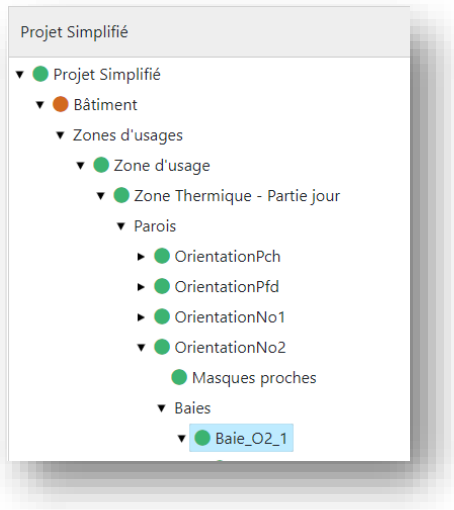 Projet Simplifié
Projet Simplifié
Bâtiment
Zones d'usages
Zone d'usage
Zone Thermique - Partie jour
Parois
OrientationPch
OrientationPfd
OrientationNo1
OrientationNo2
Masques proches
Baies
Baie_O2_1